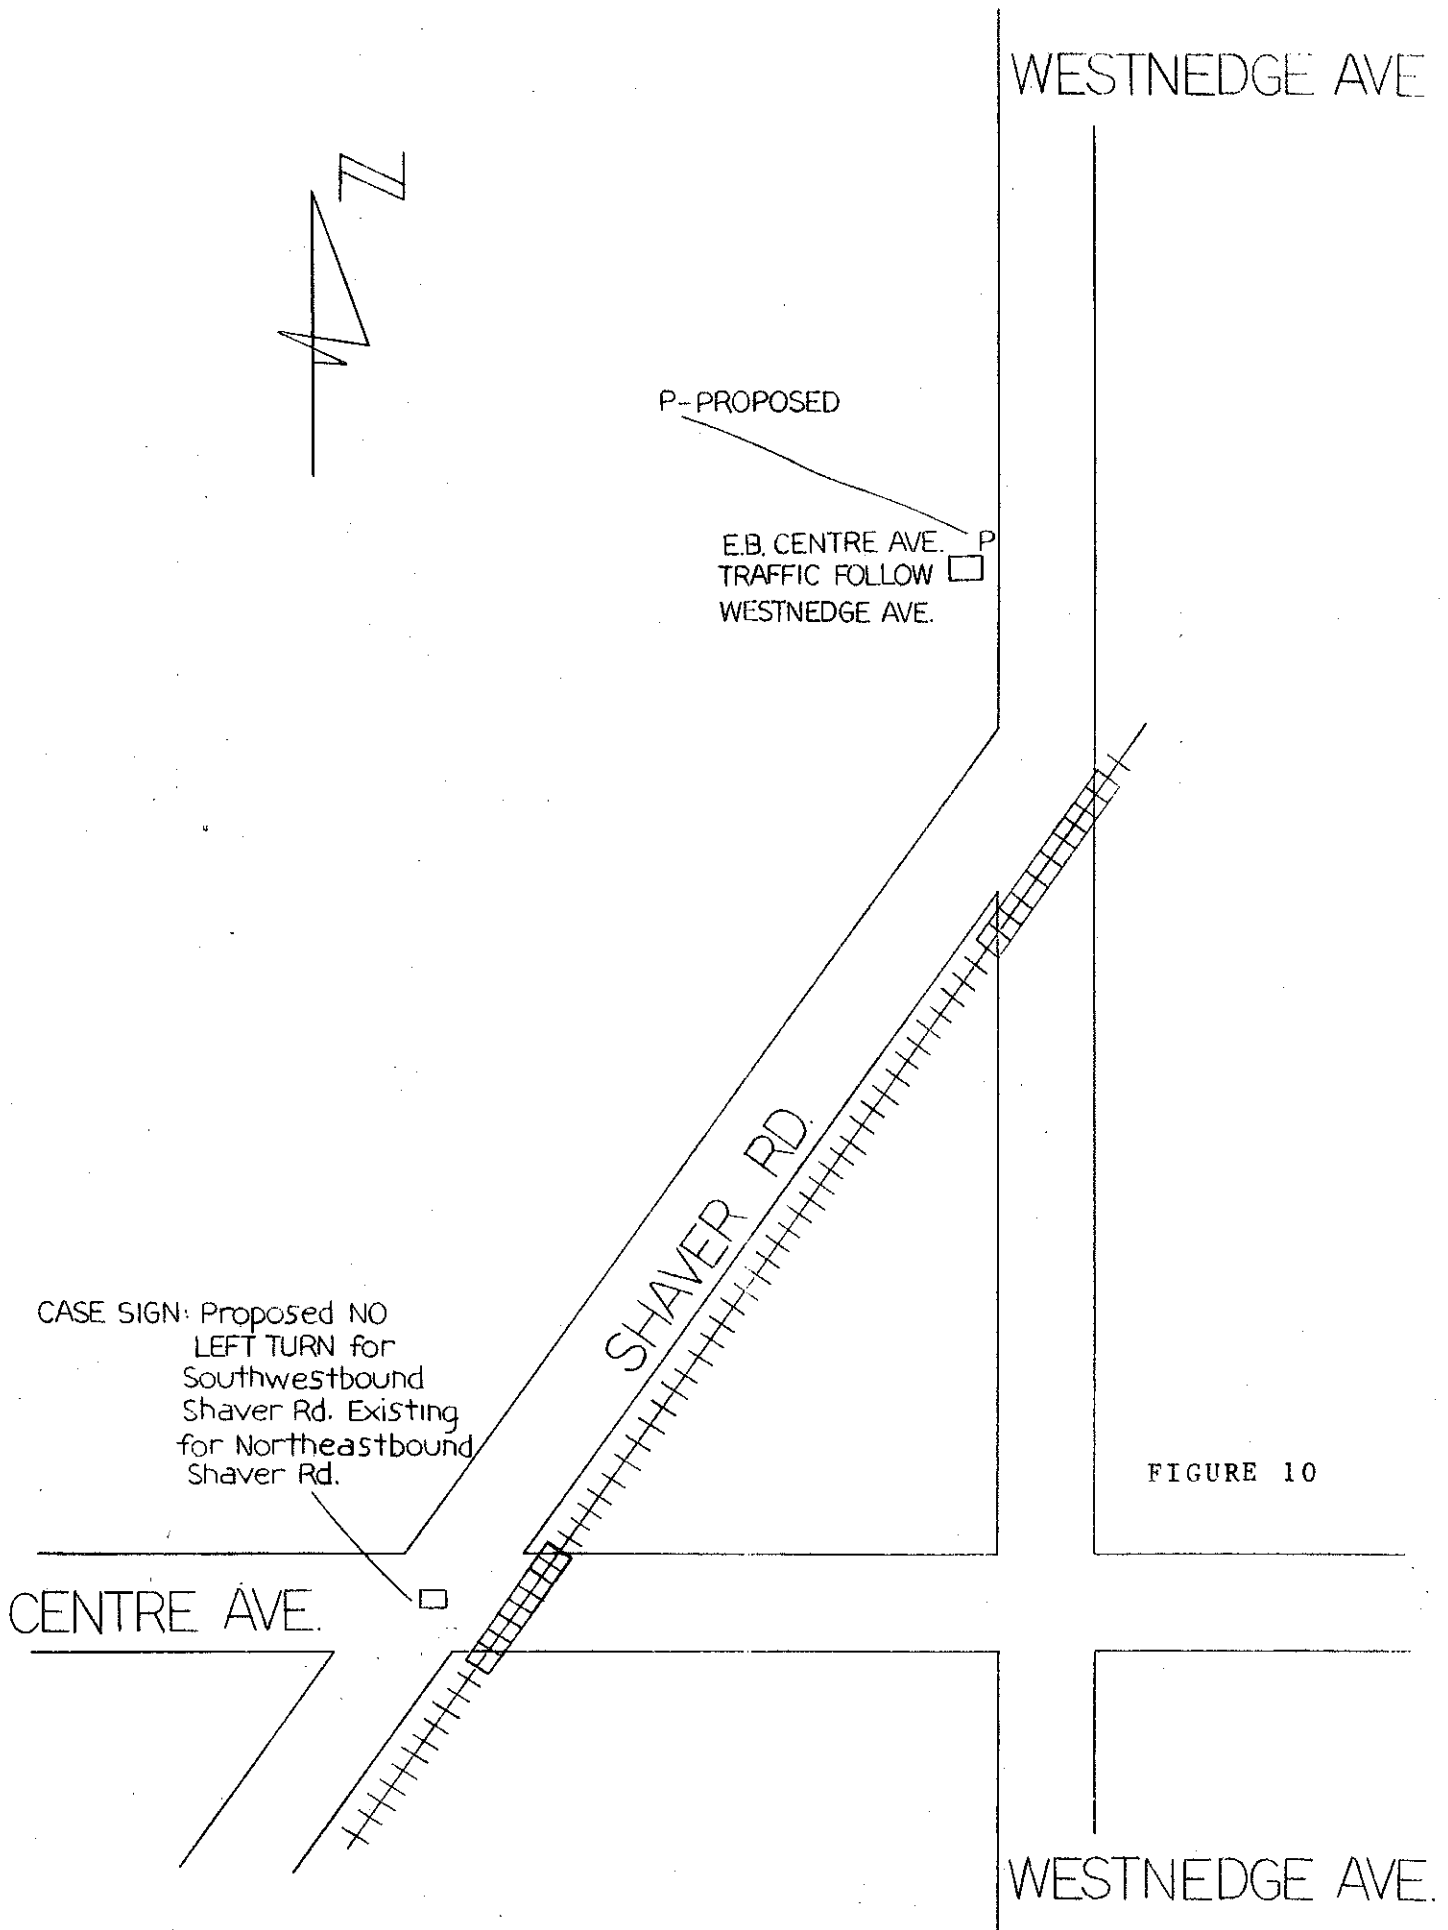 WESTNEDGE AVE
N
P-PROPOSED
E.B. CENTRE AVE. P
TRAFFIC FOLLOW
WESTNEDGE AVE.
SHAVER RD.
CASE SIGN: Proposed NO
LEFT TURN for
Southwestbound
Shaver Rd. Existing
for Northeastbound
Shaver Rd.
FIGURE 10
CENTRE AVE.
WESTNEDGE AVE.